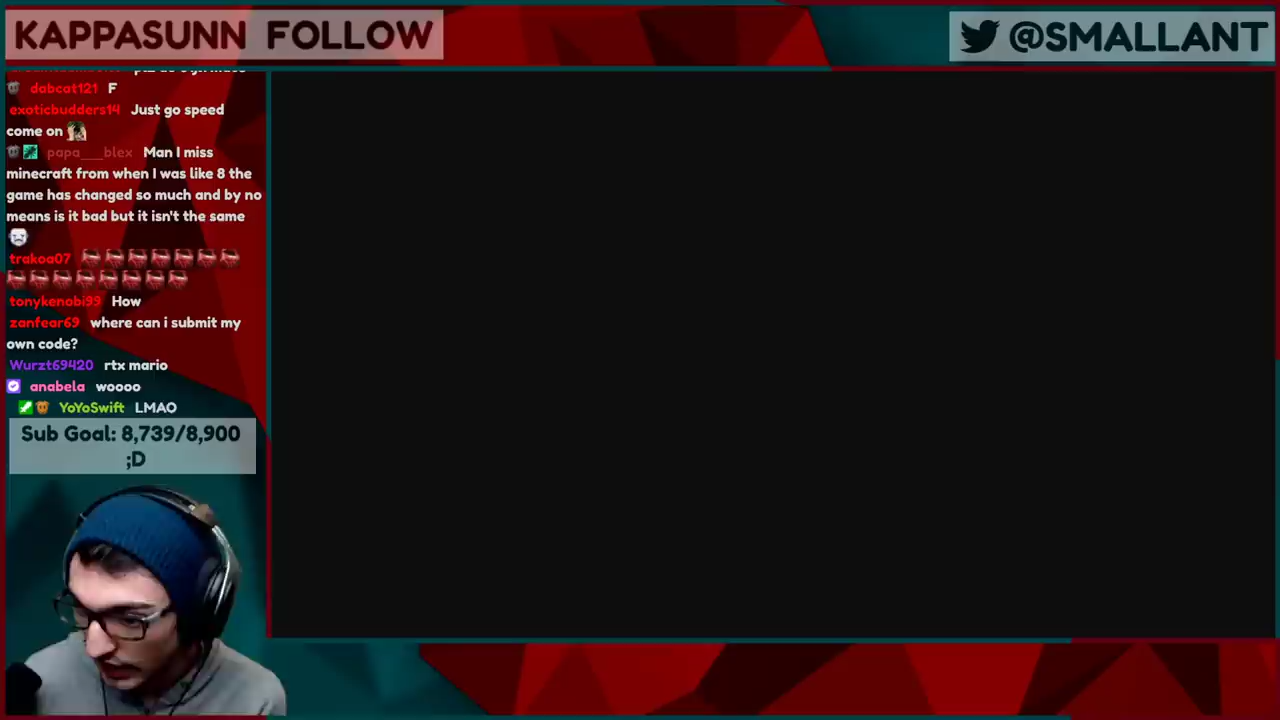 KAPPASUNN FOLLOW
@SMALLANT
dabcat121 F
exoticbudders14 Just go speed
come on
papa___blex Man I miss
minecraft from when I was like 8 the
game has changed so much and by no
means is it bad but it isn't the same
trakoa07
tonykenobi99 How
zanfear69 where can i submit my
own code?
Wurzt69420 rtx mario
anabela woooo
YoYoSwift LMAO
Sub Goal: 8,739/8,900
;D